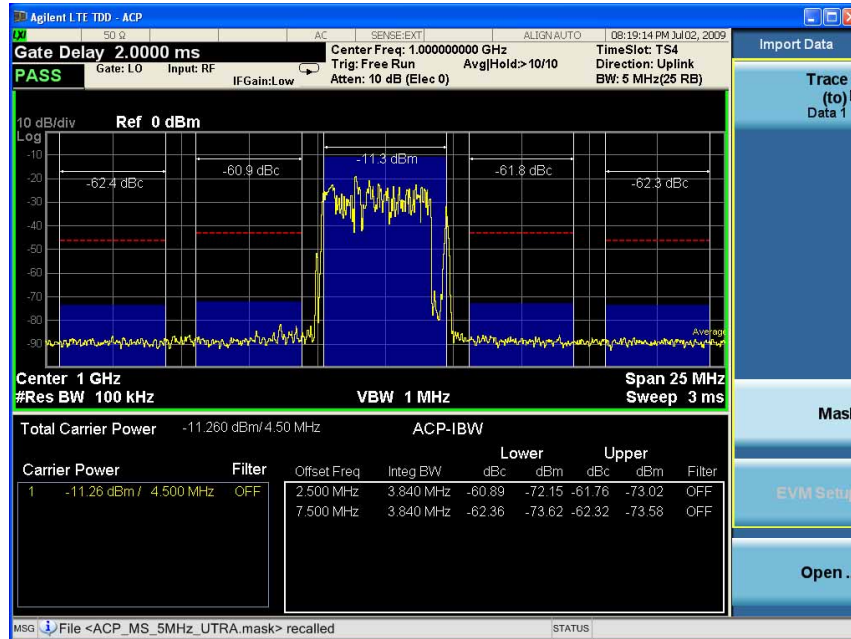 Agilent LTE TDD - ACP
LXI 50 Ω AC SENSE:EXT ALIGN AUTO 08:19:14 PM Jul 02, 2009
Gate Delay 2.0000 ms
Center Freq: 1.000000000 GHz
TimeSlot: TS4
PASS
Gate: LO Input: RF
IFGain:Low
Trig: Free Run Avg|Hold:>10/10
Direction: Uplink
Atten: 10 dB (Elec 0)
BW: 5 MHz(25 RB)
10 dB/div Ref 0 dBm
Log
-10
-20
-30
-40
-50
-60
-70
-80
-90
-62.4 dBc
-60.9 dBc
-11.3 dBm
-61.8 dBc
-62.3 dBc
Average
Center 1 GHz Span 25 MHz
#Res BW 100 kHz VBW 1 MHz Sweep 3 ms
Total Carrier Power -11.260 dBm/ 4.50 MHz ACP-IBW
Lower Upper
Carrier Power Filter Offset Freq Integ BW dBc dBm dBc dBm Filter
1 -11.26 dBm / 4.500 MHz OFF 2.500 MHz 3.840 MHz -60.89 -72.15 -61.76 -73.02 OFF
7.500 MHz 3.840 MHz -62.36 -73.62 -62.32 -73.58 OFF
MSG File <ACP_MS_5MHz_UTRA.mask> recalled STATUS
Import Data
Trace
(to)
Data 1
Mas
EVM Setu
Open .